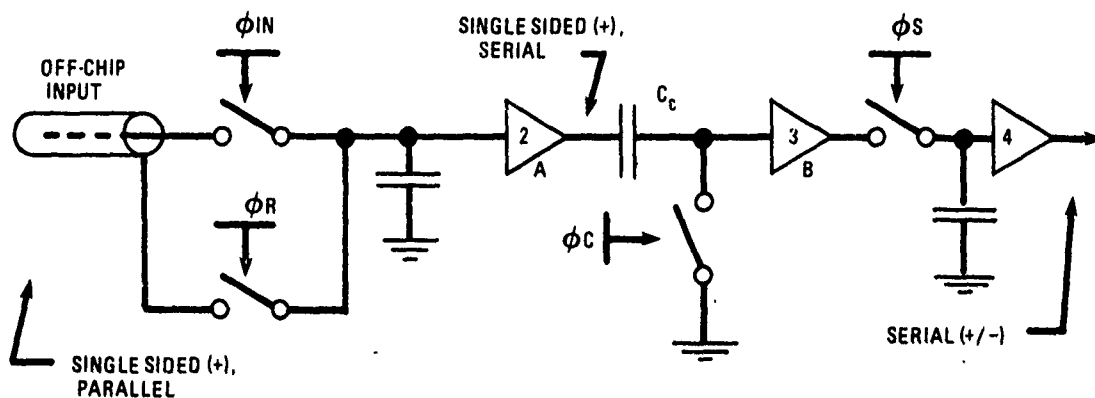 ϕIN
OFF-CHIP
INPUT
SINGLE SIDED (+),
SERIAL
ϕS
Cc
2
A
3
B
4
ϕR
ϕC
SERIAL (+/-)
SINGLE SIDED (+),
PARALLEL